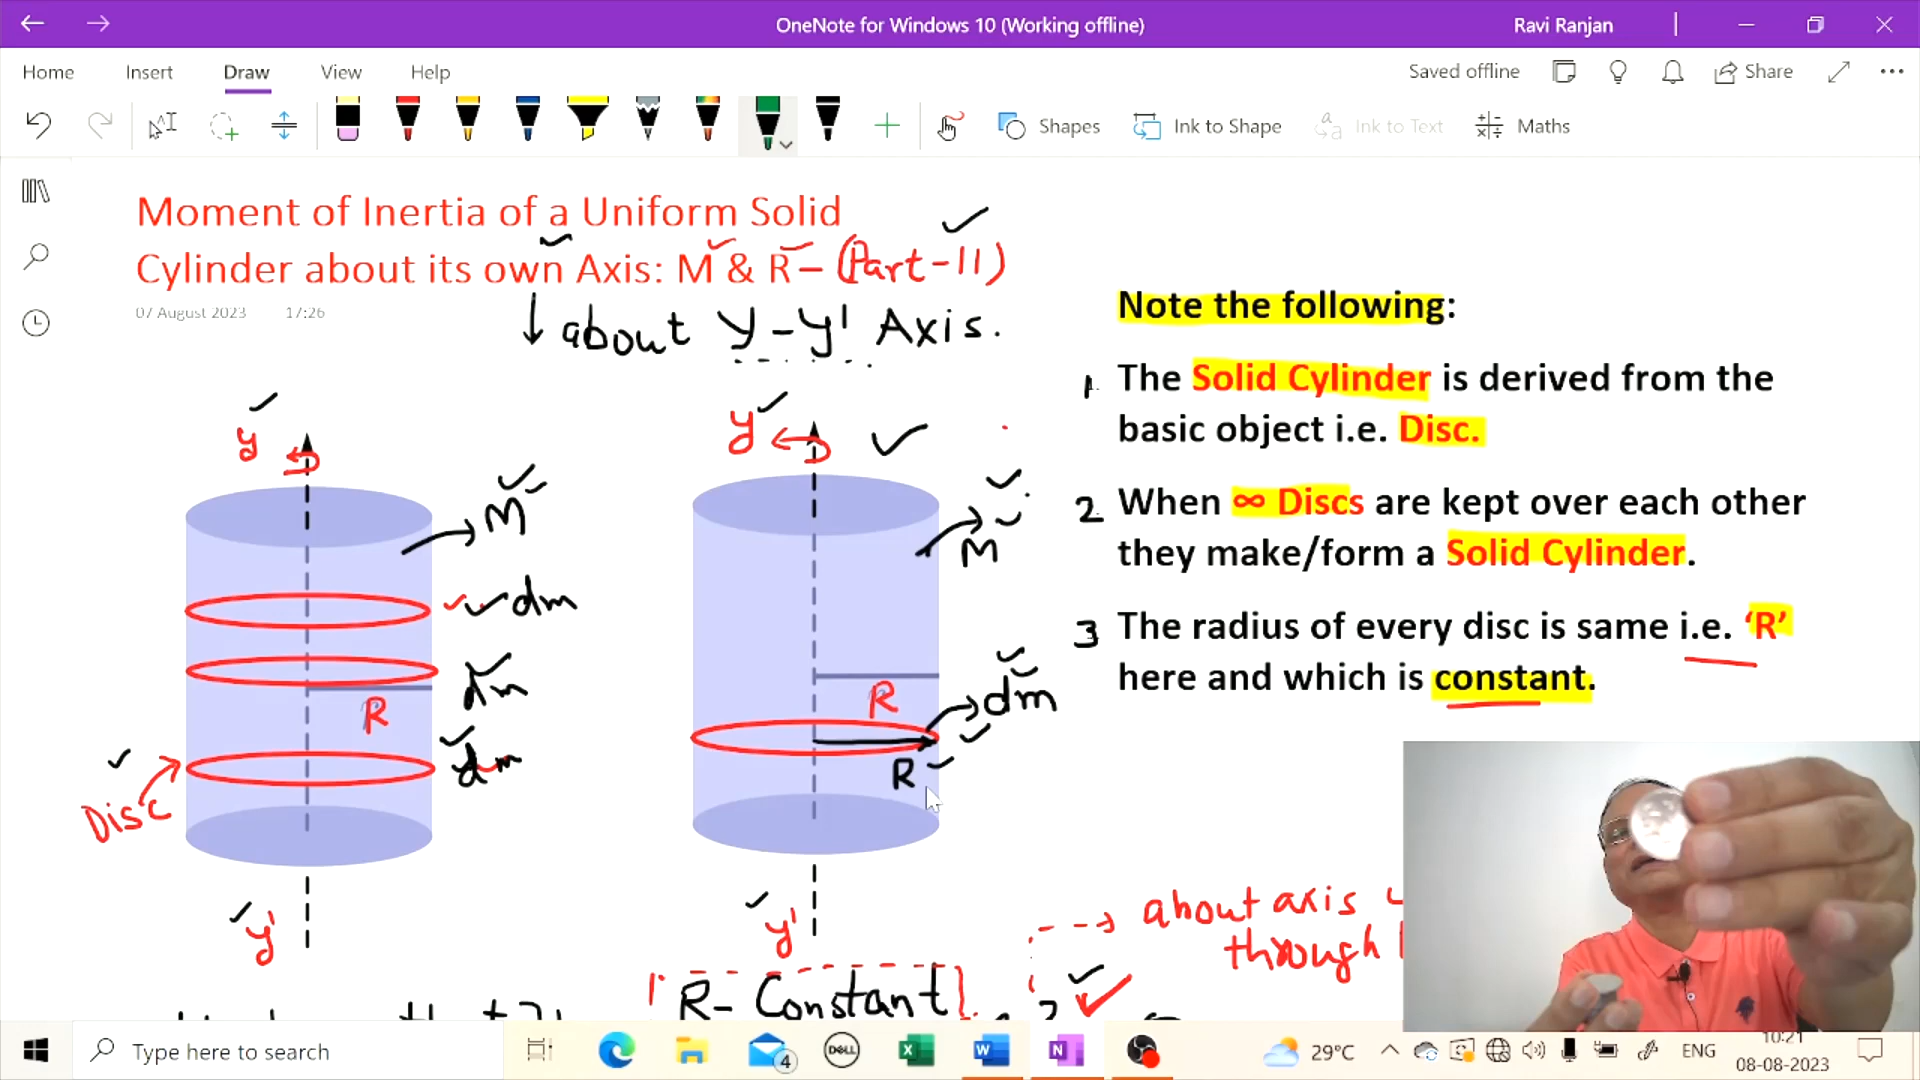 OneNote for Windows 10 (Working offline)
Ravi Ranjan
Home Insert Draw View Help
Saved offline
Share
Shapes
Ink to Shape
Ink to Text
Maths
Moment of Inertia of a Uniform Solid
Cylinder about its own Axis: M & R – (Part-II)
07 August 2023 17:26
↓ about y-y' Axis.
y
M
dm
dm
R
dm
Disc
y'
y
M
R
dm
R
y'
Note the following:
1. The Solid Cylinder is derived from the
basic object i.e. Disc.
2. When ∞ Discs are kept over each other
they make/form a Solid Cylinder.
3 The radius of every disc is same i.e. ‘R’
here and which is constant.
about axis
through
R- Constant
2
Type here to search
4
DELL
29°C
ENG
10:21
08-08-2023